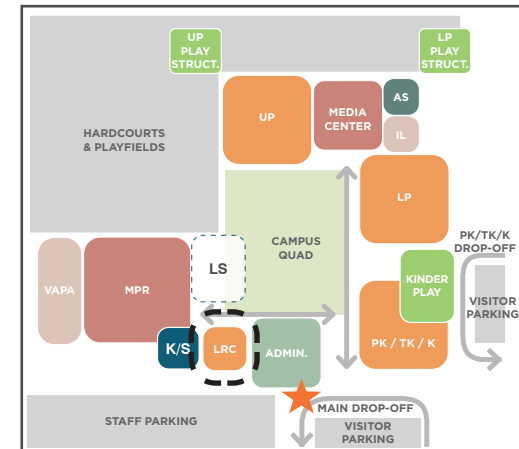 UP
PLAY
STRUCT.
LP
PLAY
STRUCT.
UP
MEDIA
CENTER
AS
IL
HARDCOURTS
& PLAYFIELDS
LP
CAMPUS
QUAD
PK/TK/K
DROP-OFF
LS
VAPA
MPR
KINDER
PLAY
VISITOR
PARKING
K/S
LRC
ADMIN.
PK / TK / K
MAIN DROP-OFF
STAFF PARKING
VISITOR
PARKING